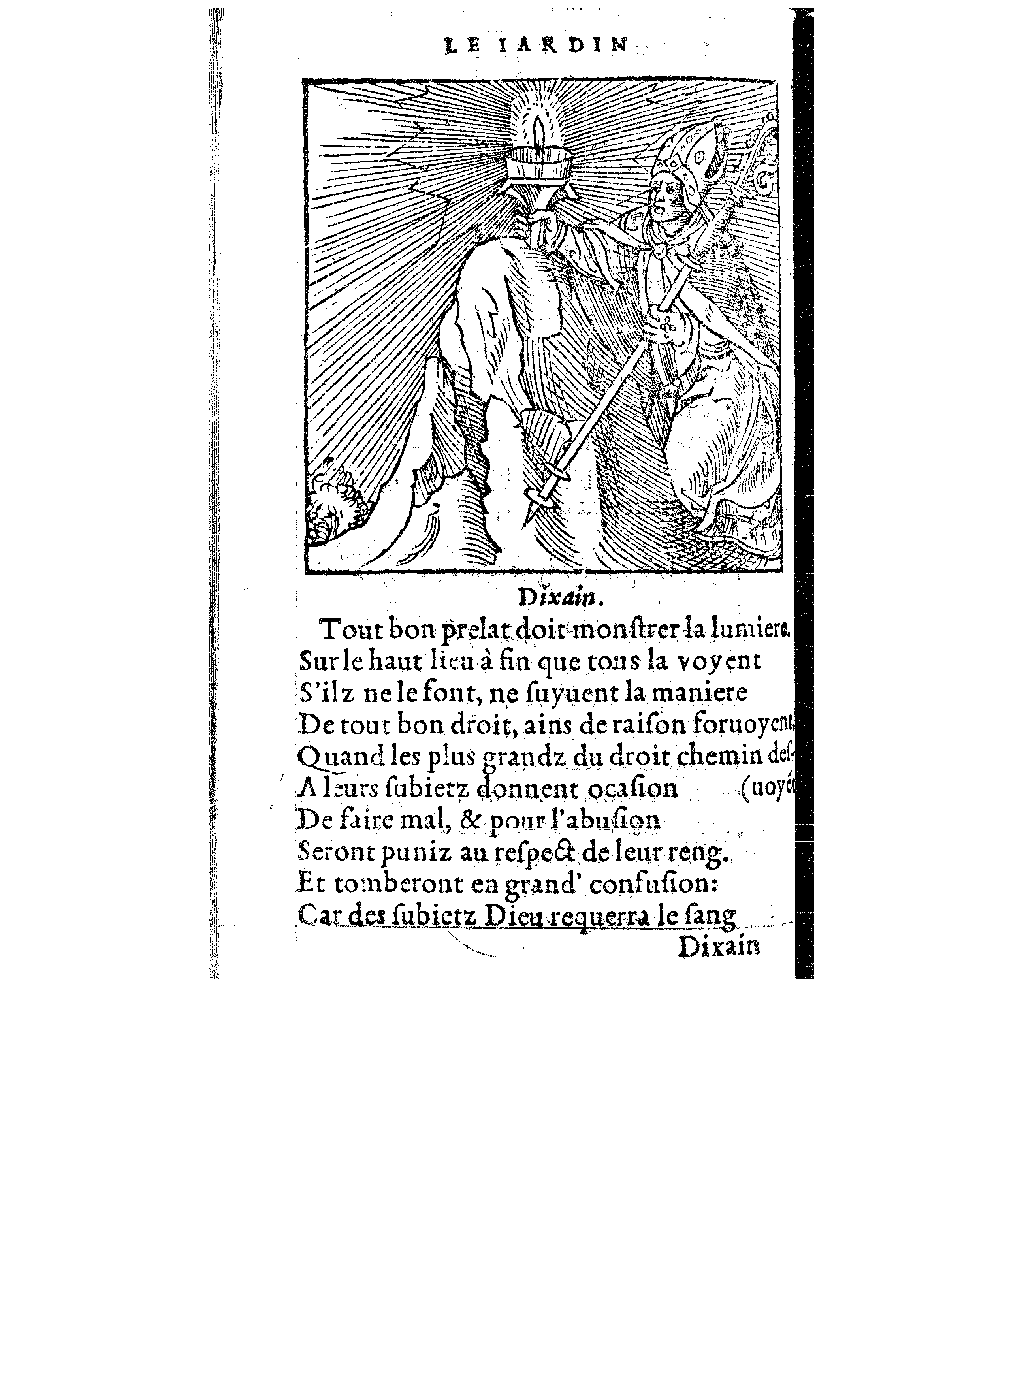 LE IARDIN
Dixain.
Tout bon prelat doit monſtrer la lumiere.
Sur le haut lieu à fin que tous la voyent
S'ilz ne le font, ne ſuyuent la maniere
De tout bon droit, ains de raiſon foruoyent,
Quand les plus grandz du droit chemin deſ-
A leurs ſubietz donnent ocaſion (uoyẽt
De faire mal, & pour l'abuſion
Seront puniz au reſpect de leur reng.
Et tomberont en grand' confuſion:
Car des ſubietz Dieu requerra le ſang
Dixain